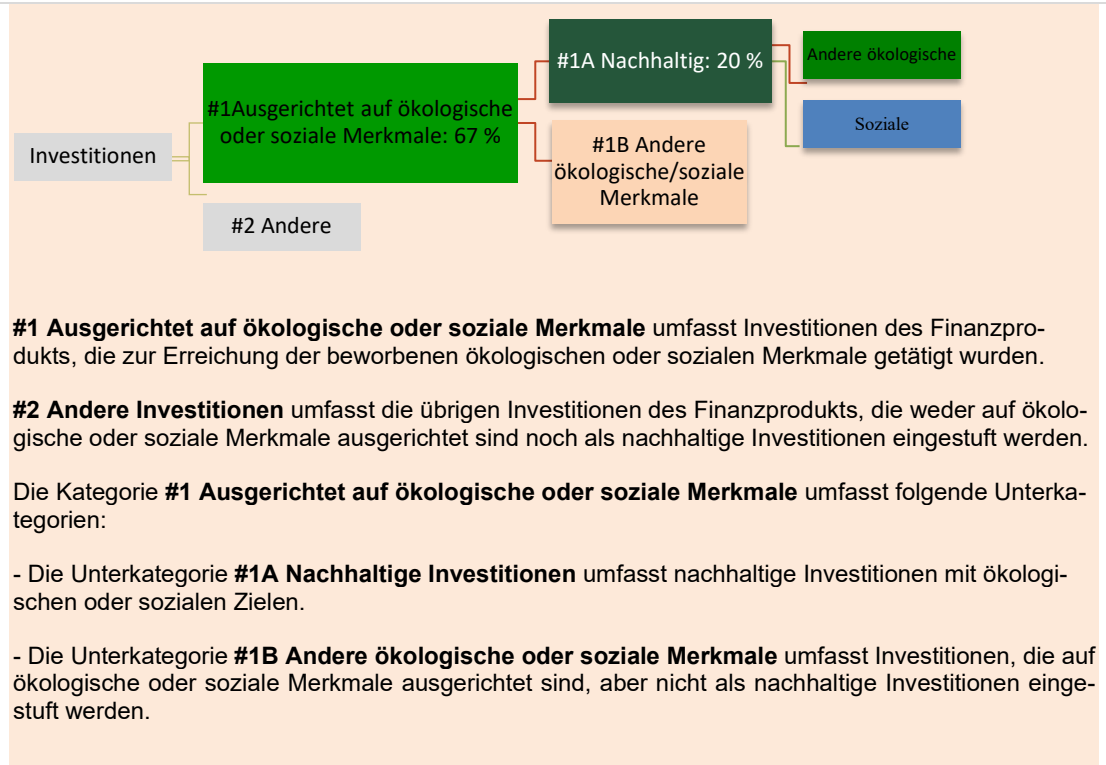 Investitionen
#1Ausgerichtet auf ökologische
oder soziale Merkmale: 67 %
#2 Andere
#1A Nachhaltig: 20 %
#1B Andere
ökologische/soziale
Merkmale
Andere ökologische
Soziale
#1 Ausgerichtet auf ökologische oder soziale Merkmale umfasst Investitionen des Finanzpro-
dukts, die zur Erreichung der beworbenen ökologischen oder sozialen Merkmale getätigt wurden.
#2 Andere Investitionen umfasst die übrigen Investitionen des Finanzprodukts, die weder auf ökolo-
gische oder soziale Merkmale ausgerichtet sind noch als nachhaltige Investitionen eingestuft werden.
Die Kategorie #1 Ausgerichtet auf ökologische oder soziale Merkmale umfasst folgende Unterka-
tegorien:
- Die Unterkategorie #1A Nachhaltige Investitionen umfasst nachhaltige Investitionen mit ökologi-
schen oder sozialen Zielen.
- Die Unterkategorie #1B Andere ökologische oder soziale Merkmale umfasst Investitionen, die auf
ökologische oder soziale Merkmale ausgerichtet sind, aber nicht als nachhaltige Investitionen einge-
stuft werden.